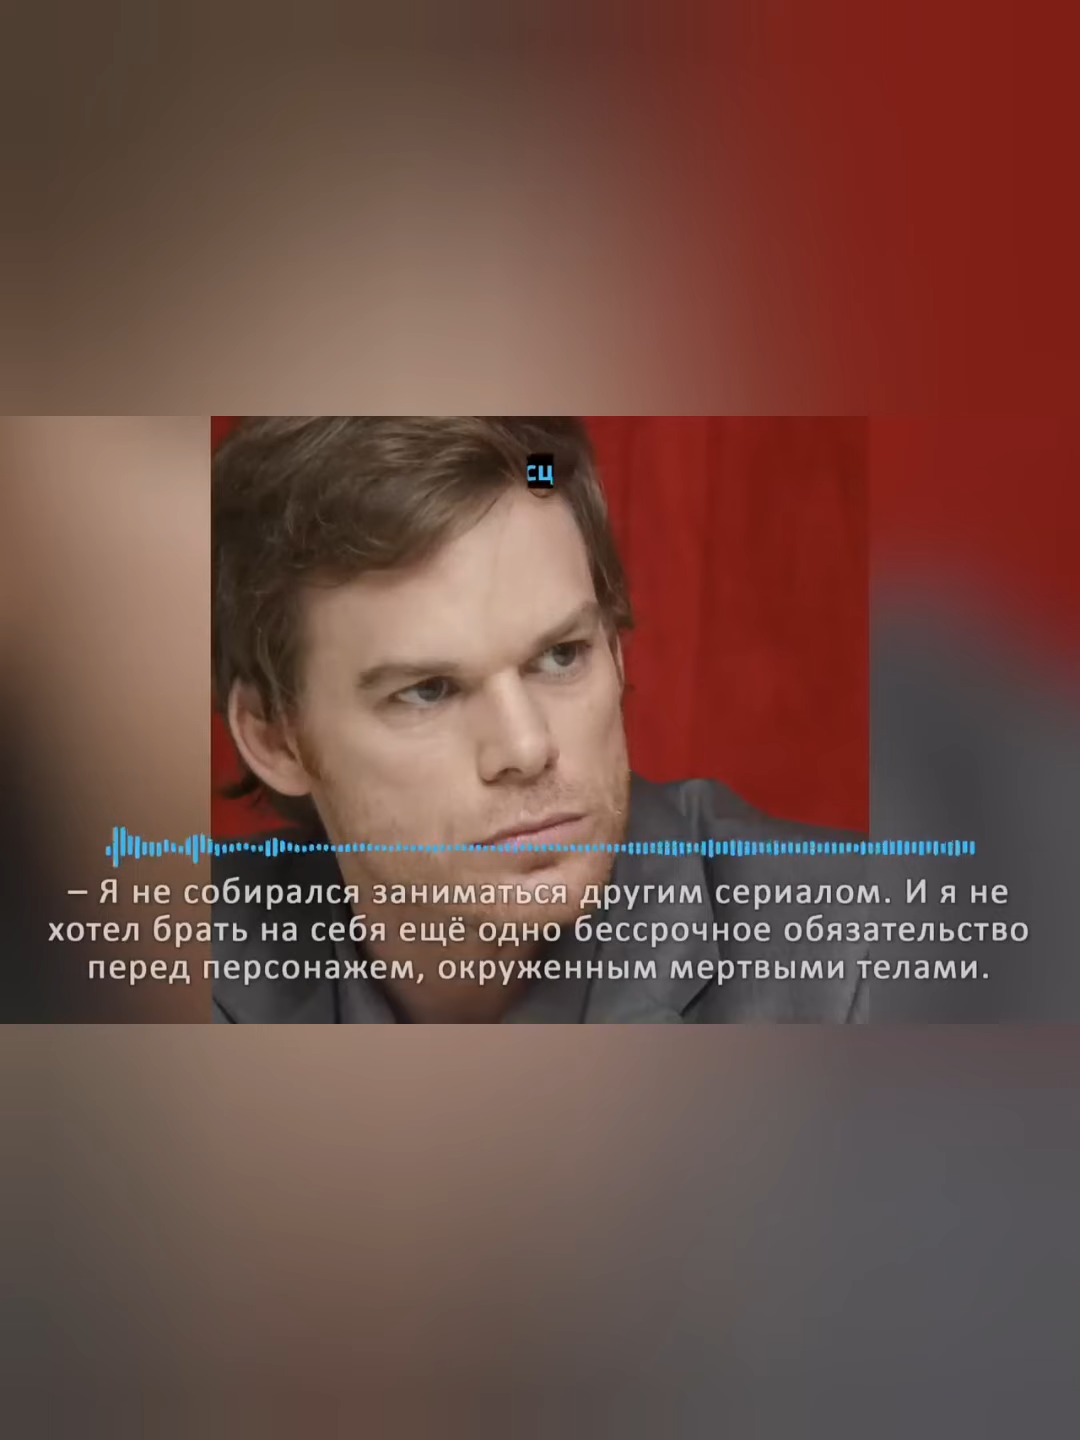 сц
– Я не собирался заниматься другим сериалом. И я не
хотел брать на себя ещё одно бессрочное обязательство
перед персонажем, окруженным мертвыми телами.